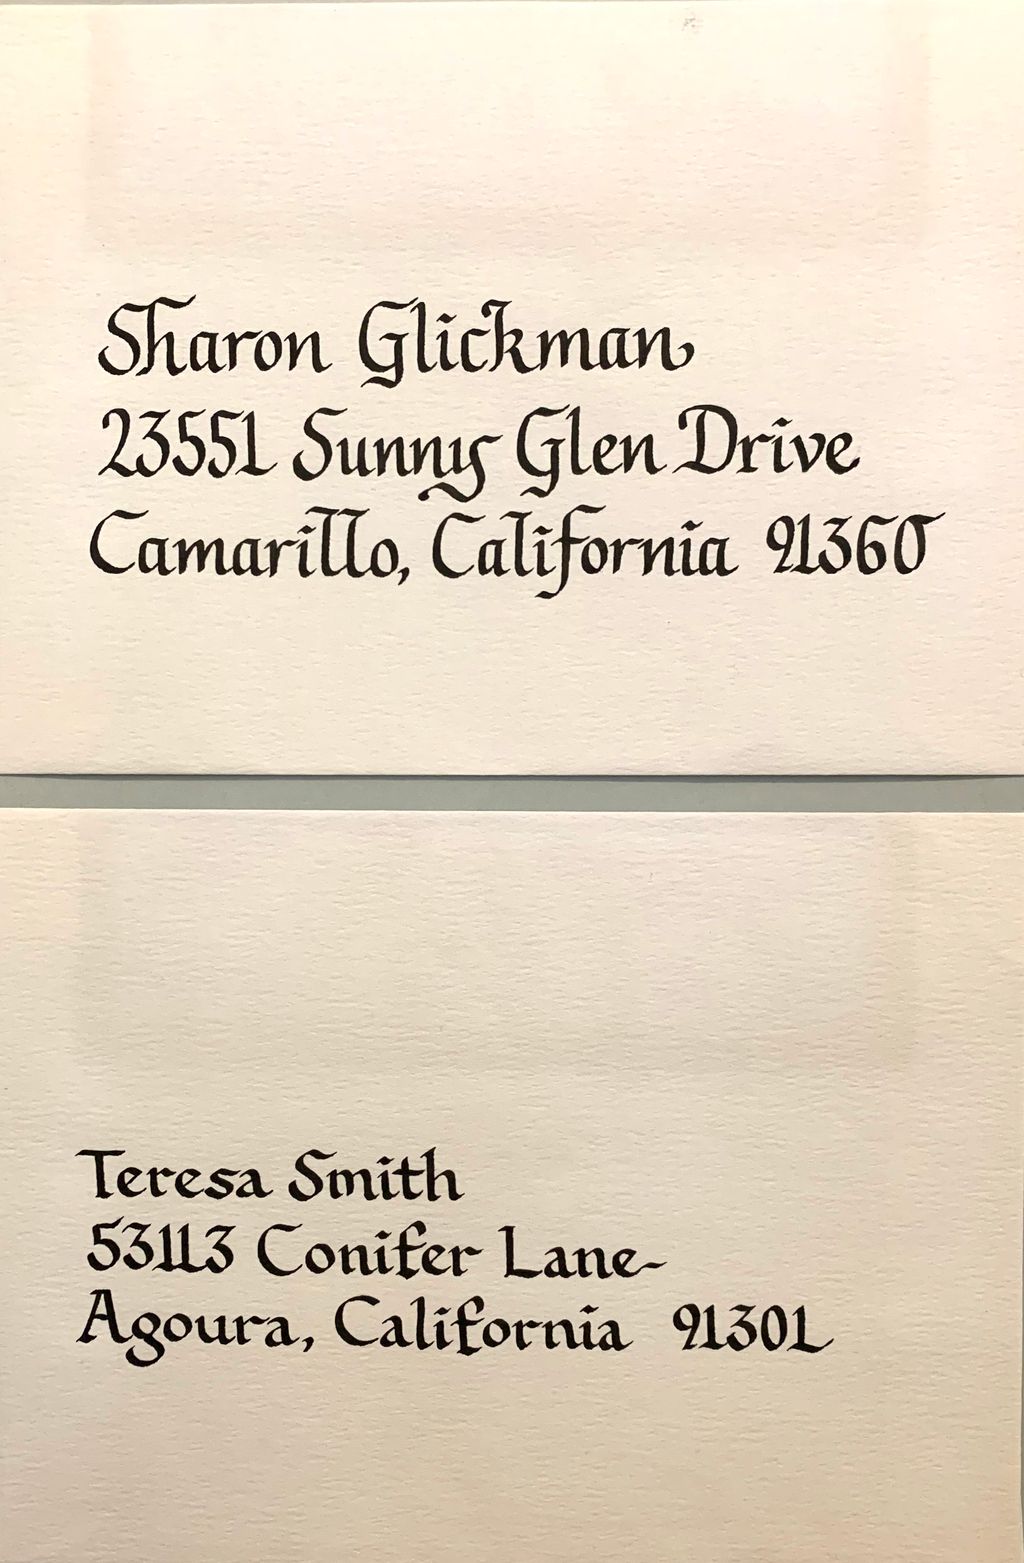 Sharon Glickman
23551 Sunny Glen Drive
Camarillo, California 91360
Teresa Smith
53113 Conifer Lane
Agoura, California 91301